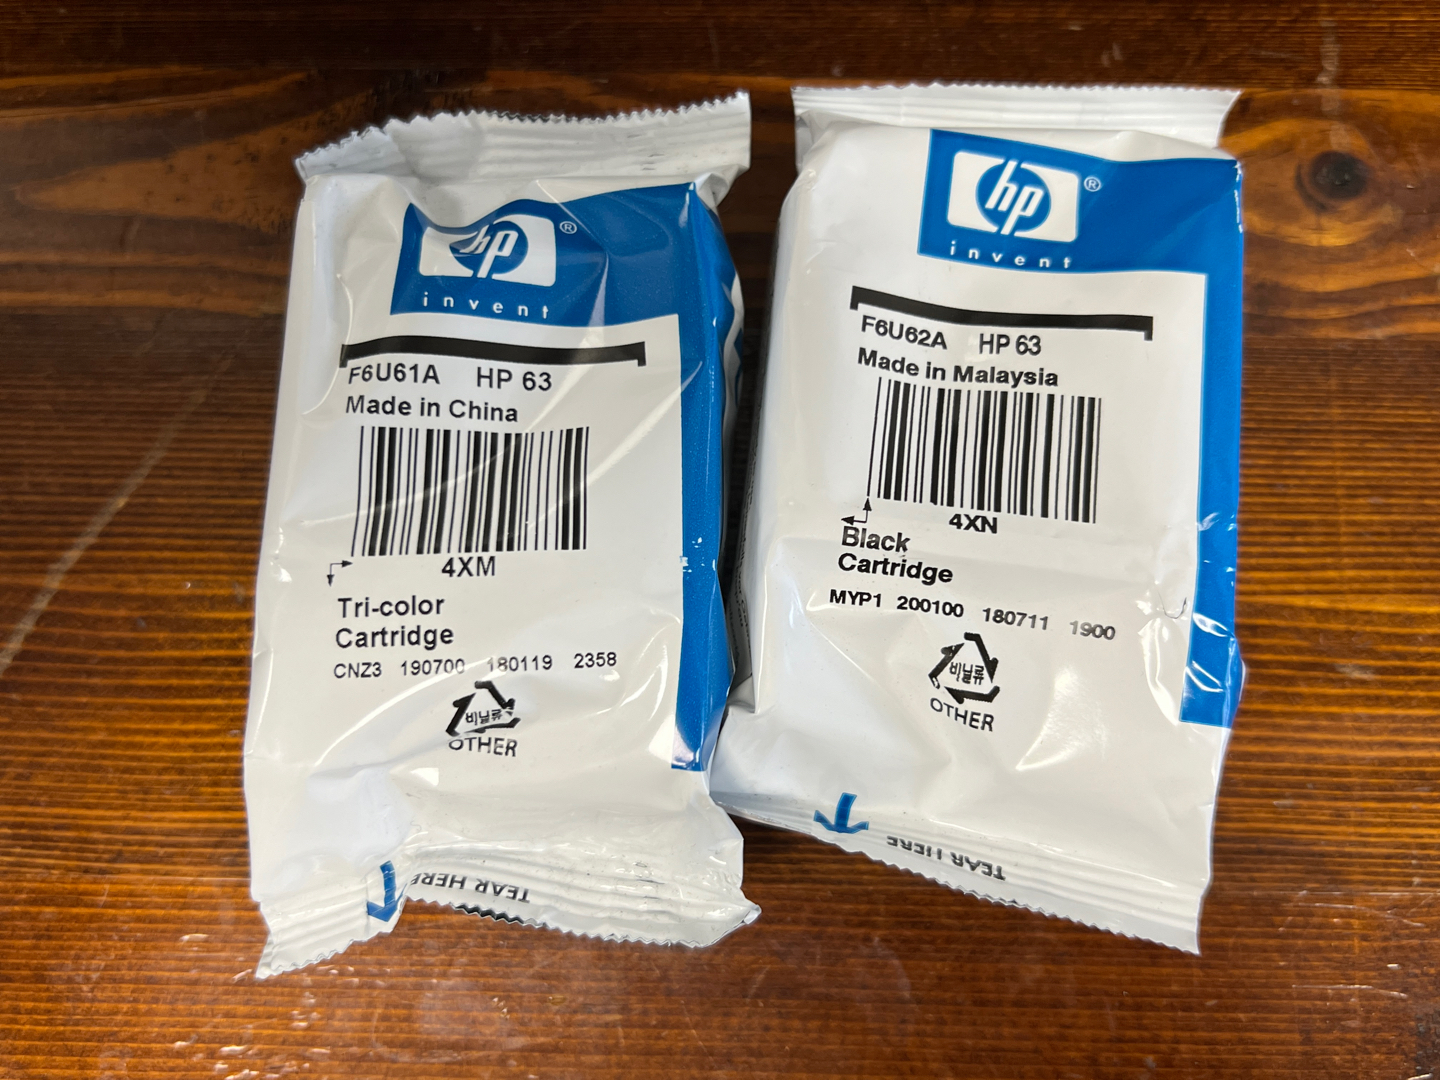 hp ®
invent
F6U61A HP 63
Made in China
4XM
Tri-color
Cartridge
CNZ3 190700 180119 2358
비닐류
OTHER
TEAR HERE
hp ®
invent
F6U62A HP 63
Made in Malaysia
4XN
Black
Cartridge
MYP1 200100 180711 1900
비닐류
OTHER
TEAR HERE